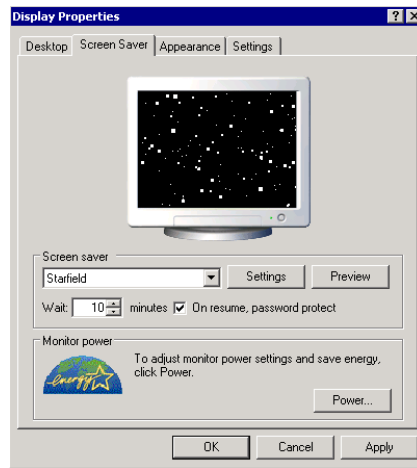 Display Properties
Desktop Screen Saver Appearance Settings
Screen saver
Starfield Settings Preview
Wait: 10 minutes On resume, password protect
Monitor power
To adjust monitor power settings and save energy,
click Power.
energy
Power...
OK Cancel Apply